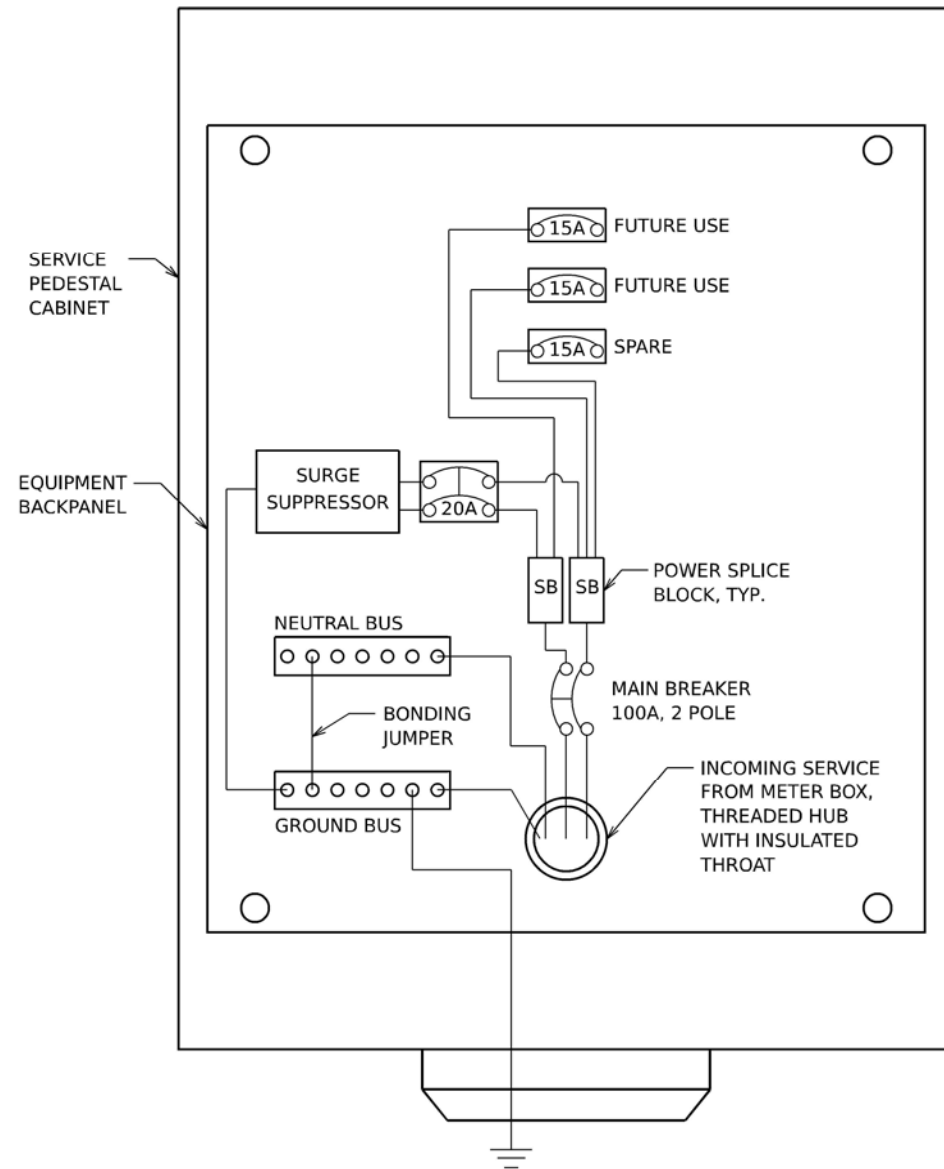 15A FUTURE USE
15A FUTURE USE
15A SPARE
SERVICE
PEDESTAL
CABINET
EQUIPMENT
BACKPANEL
SURGE
SUPPRESSOR
20A
SB
SB
POWER SPLICE
BLOCK, TYP.
NEUTRAL BUS
MAIN BREAKER
100A, 2 POLE
BONDING
JUMPER
GROUND BUS
INCOMING SERVICE
FROM METER BOX,
THREADED HUB
WITH INSULATED
THROAT